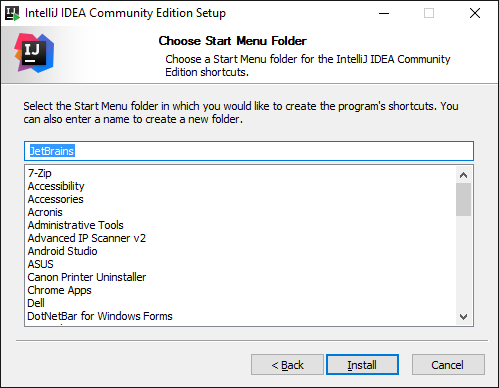 IntelliJ IDEA Community Edition Setup
IJ
Choose Start Menu Folder
Choose a Start Menu folder for the IntelliJ IDEA Community
Edition shortcuts.
Select the Start Menu folder in which you would like to create the program's shortcuts. You
can also enter a name to create a new folder.
JetBrains
7-Zip
Accessibility
Accessories
Acronis
Administrative Tools
Advanced IP Scanner v2
Android Studio
ASUS
Canon Printer Uninstaller
Chrome Apps
Dell
DotNetBar for Windows Forms
< Back Install Cancel